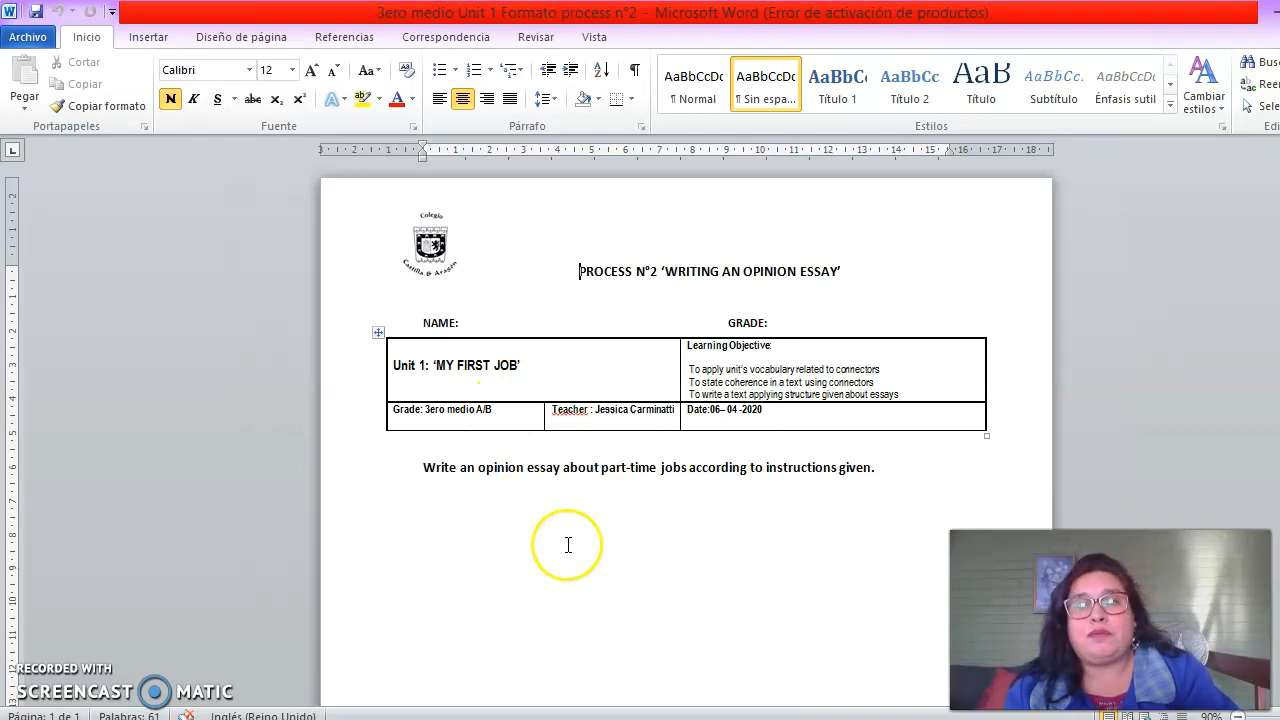 3ero medio Unit 1 Formato process n°2 - Microsoft Word (Error de activación de productos)
Archivo Inicio Insertar Diseño de página Referencias Correspondencia Revisar Vista
Pegar
Cortar
Copiar
Copiar formato
Portapapeles
Calibri 12
Fuente
Párrafo
AaBbCcDc AaBbCcDc AaBbC AaBbCc AaB AaBbCc. AaBbCcDc
¶ Normal ¶ Sin espa... Título 1 Título 2 Título Subtítulo Énfasis sutil
Estilos
Cambiar
estilos
Colegio
Castilla & Aragón
PROCESS N°2 ‘WRITING AN OPINION ESSAY’
NAME: GRADE:
Unit 1: ‘MY FIRST JOB’
Learning Objective:
To apply unit's vocabulary related to connectors
To state coherence in a text using connectors
To write a text applying structure given about essays
Grade: 3ero medio A/B Teacher : Jessica Carminatti Date:06– 04 -2020
Write an opinion essay about part-time jobs according to instructions given.
RECORDED WITH
SCREENCAST MATIC
Página: 1 de 1 Palabras: 61 Inglés (Reino Unido) 90%